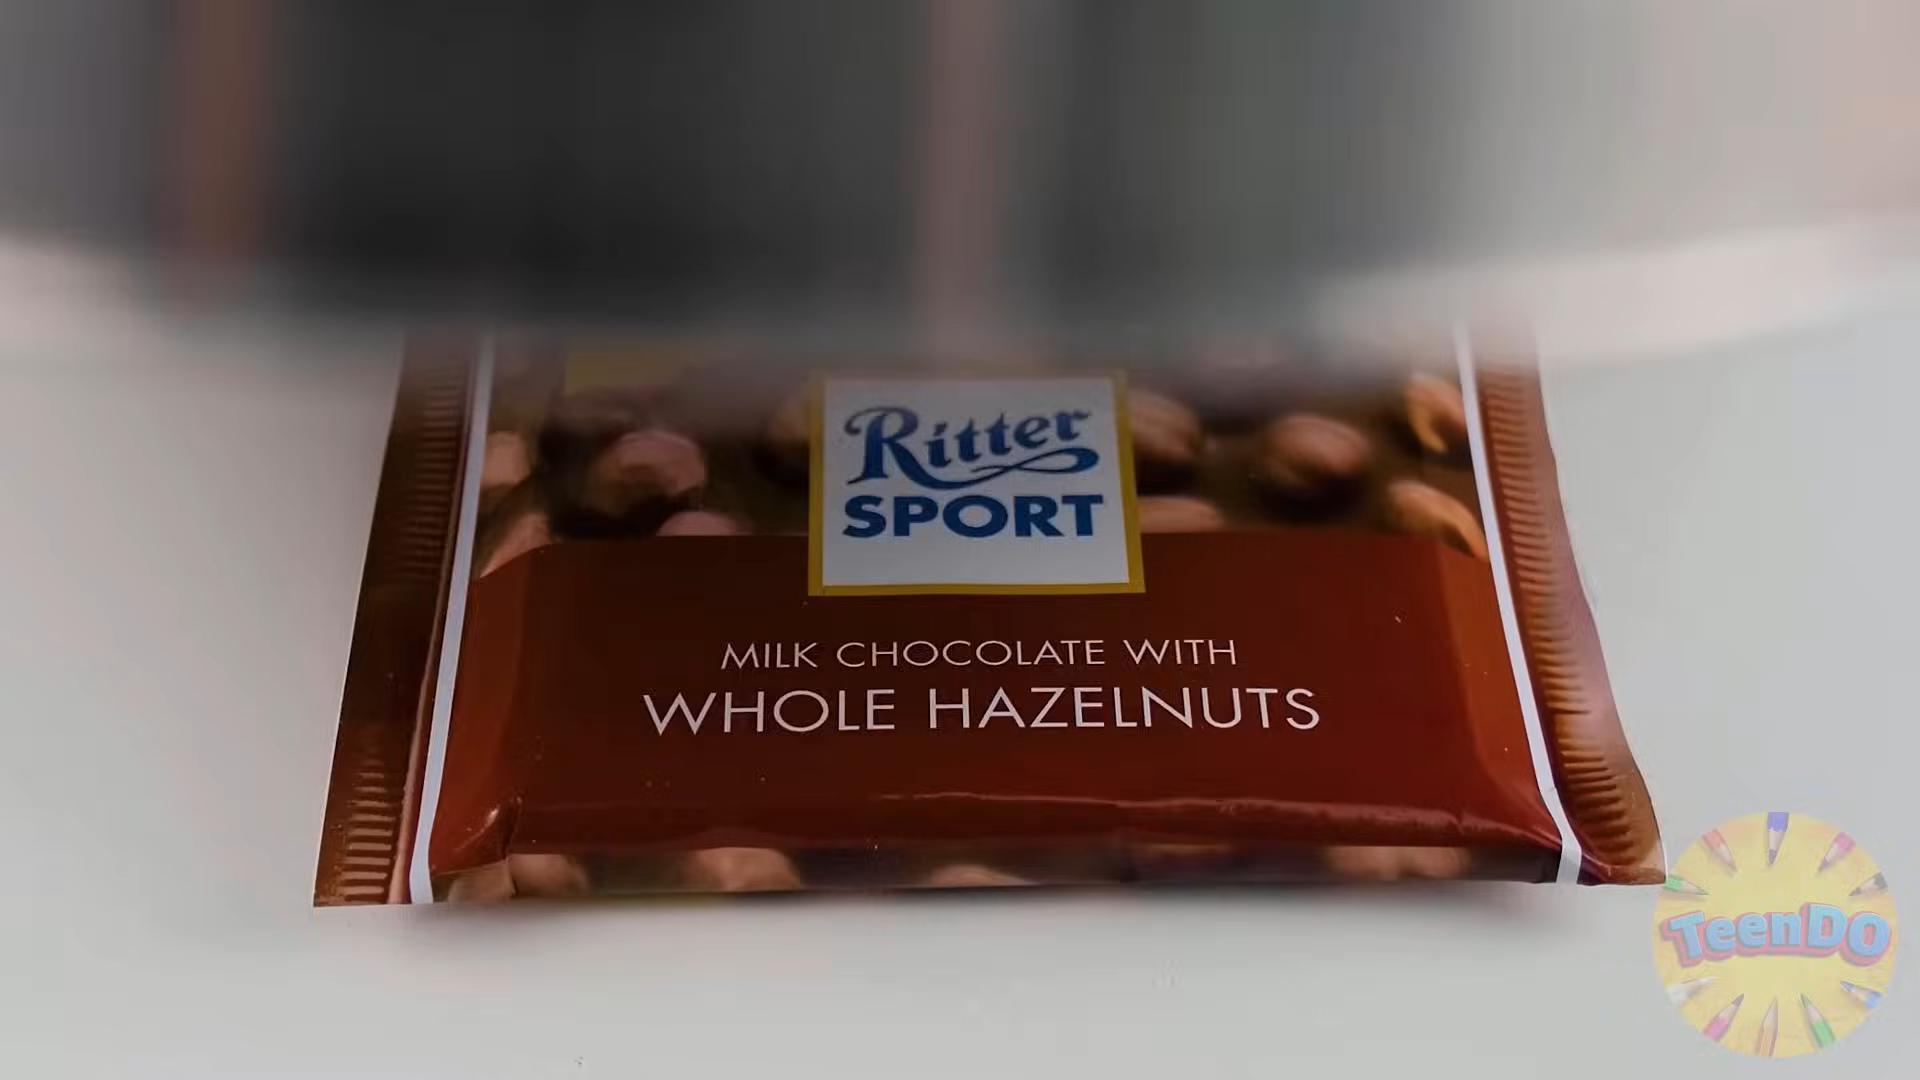 Ritter
SPORT
MILK CHOCOLATE WITH
WHOLE HAZELNUTS
TeenDO